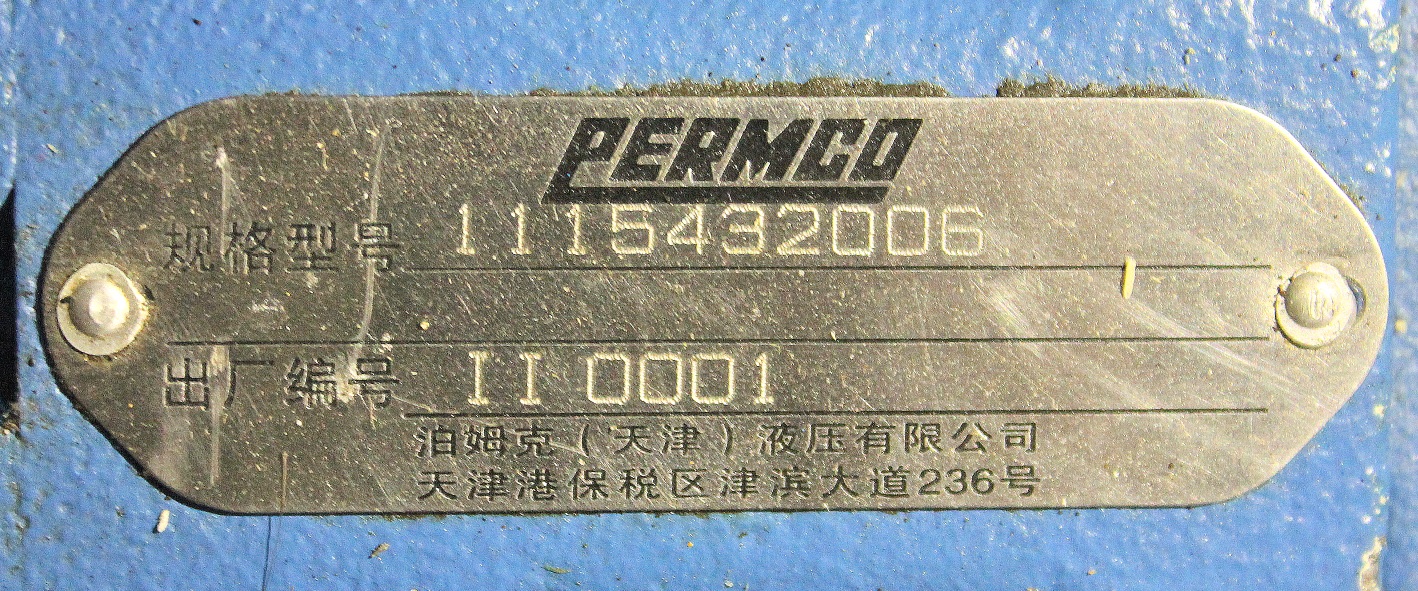 PERMCO
规格型号 1115432006
出厂编号 II 0001
泊姆克（天津）液压有限公司
天津港保税区津滨大道236号